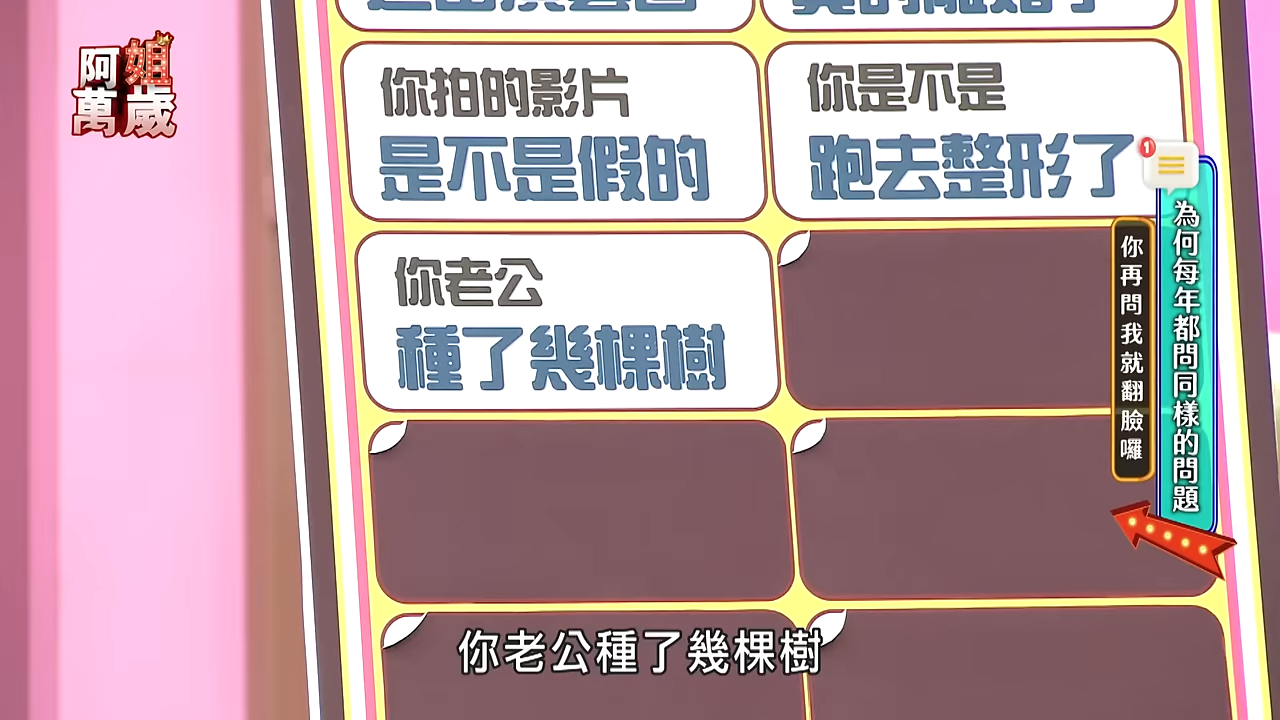 阿姐
萬歲
你拍的影片
是不是假的
你是不是
跑去整形了
你老公
種了幾棵樹
1
為何每年都問同樣的問題
你再問我就翻臉囉
你老公種了幾棵樹